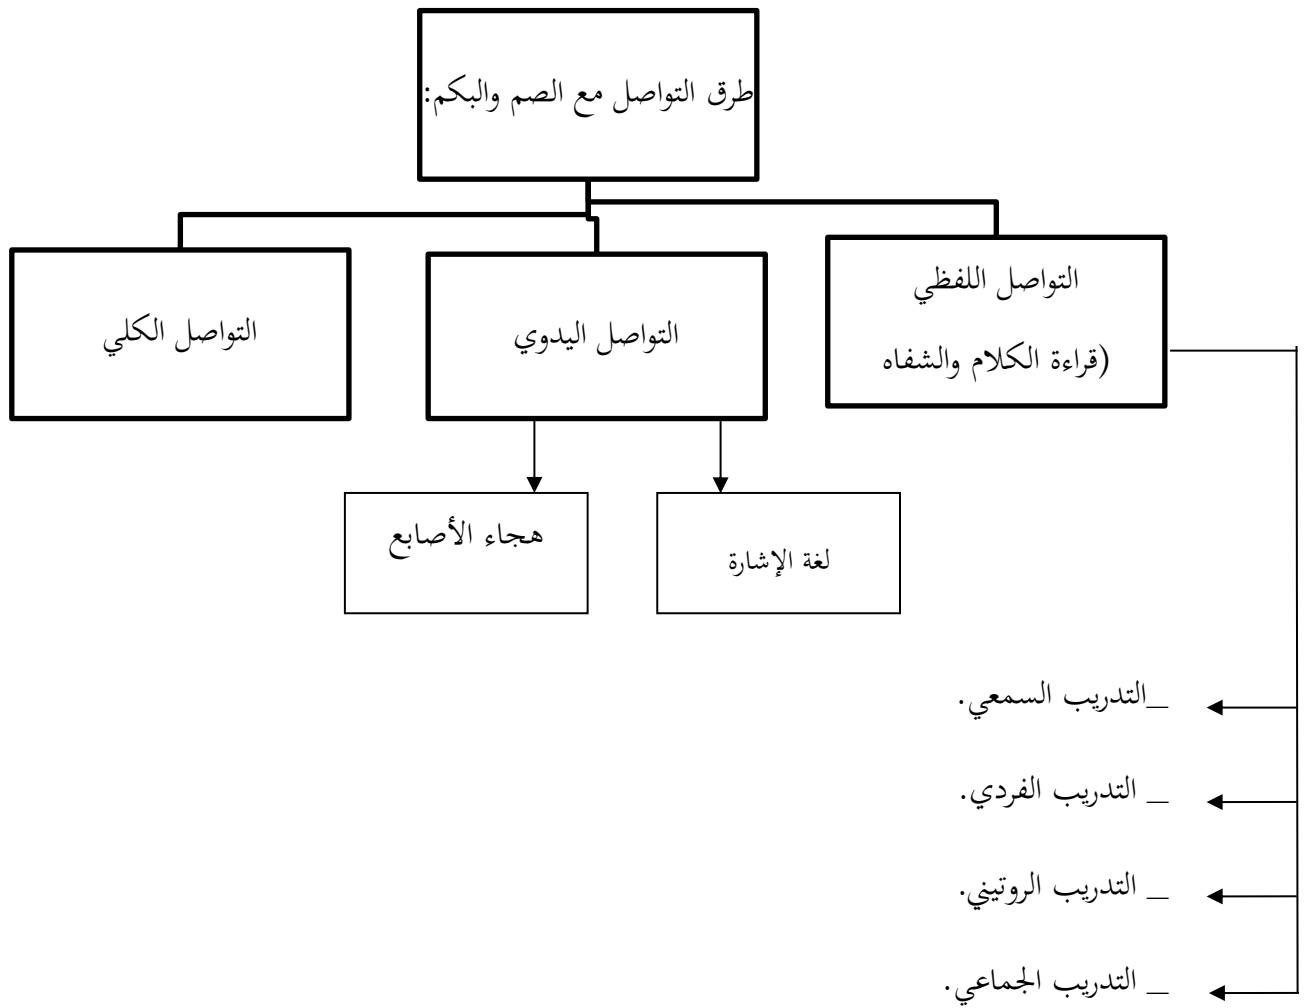 طرق التواصل مع الصم والبكم:
التواصل اللفظي
(قراءة الكلام والشفاه
التواصل اليدوي
التواصل الكلي
لغة الإشارة
هجاء الأصابع
_التدريب السمعي.
_ التدريب الفردي.
_ التدريب الروتيني.
_ التدريب الجماعي.